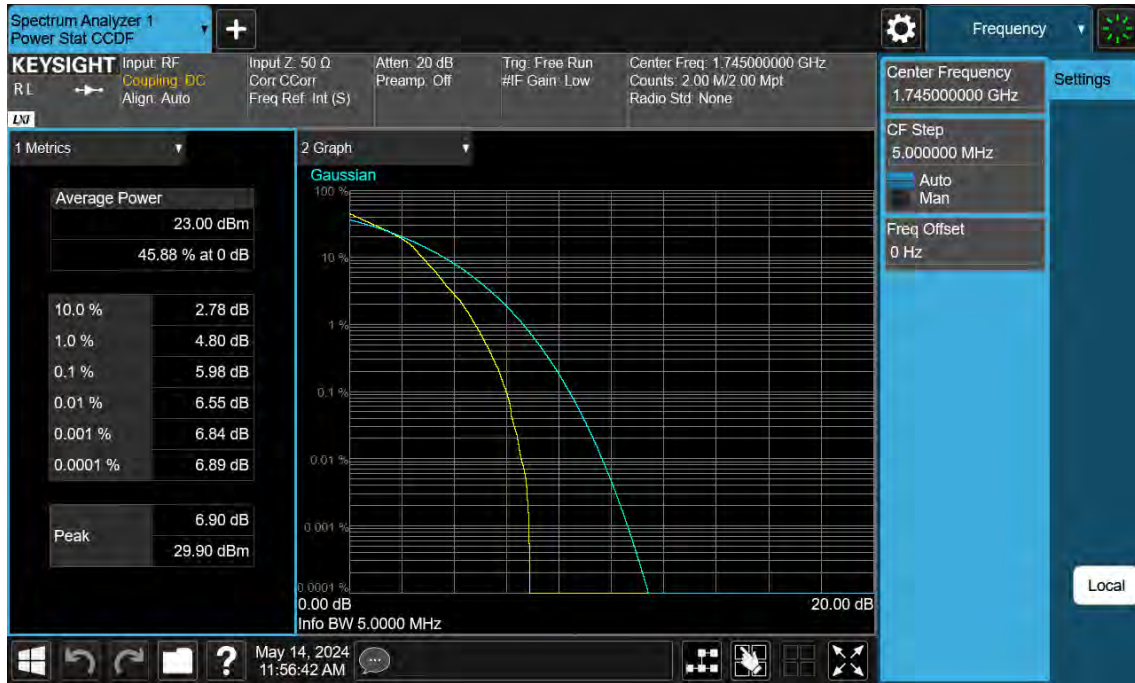 Spectrum Analyzer 1
Power Stat CCDF
Frequency
KEYSIGHT
RL
LXI
Input: RF
Coupling: DC
Align: Auto
Input Z: 50 Ω
Corr CCorr
Freq Ref: Int (S)
Atten: 20 dB
Preamp: Off
Trig: Free Run
#IF Gain: Low
Center Freq: 1.745000000 GHz
Counts: 2.00 M/2.00 Mpt
Radio Std: None
Center Frequency
1.745000000 GHz
Settings
CF Step
5.000000 MHz
Auto
Man
Freq Offset
0 Hz
1 Metrics
Average Power
23.00 dBm
45.88 % at 0 dB
10.0 % 2.78 dB
1.0 % 4.80 dB
0.1 % 5.98 dB
0.01 % 6.55 dB
0.001 % 6.84 dB
0.0001 % 6.89 dB
Peak
6.90 dB
29.90 dBm
2 Graph
Gaussian
100 %
10 %
1 %
0.1 %
0.01 %
0.001 %
0.0001 %
0.00 dB 20.00 dB
Info BW 5.0000 MHz
Local
?
May 14, 2024
11:56:42 AM